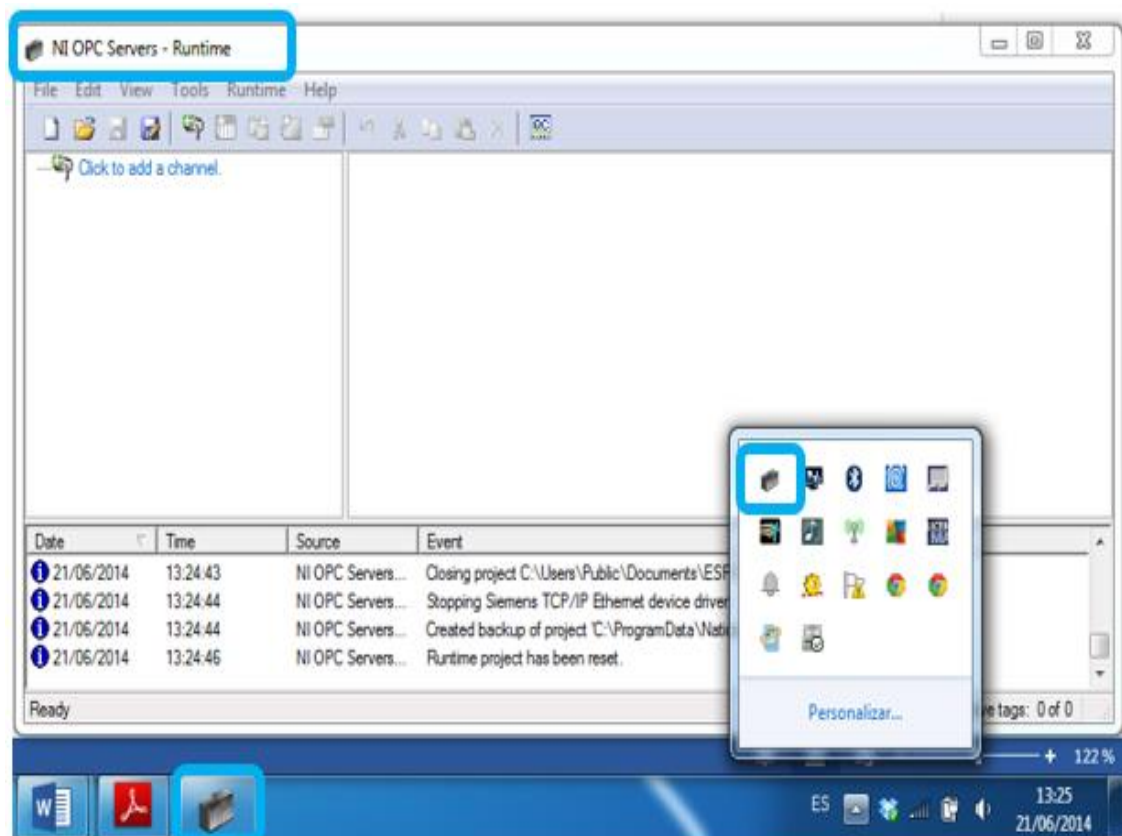 NI OPC Servers - Runtime
File Edit View Tools Runtime Help
Click to add a channel.
Date Time Source Event
21/06/2014 13:24:43 NI OPC Servers... Closing project C:\Users\Public\Documents\ESP
21/06/2014 13:24:44 NI OPC Servers... Stopping Siemens TCP/IP Ethernet device driver
21/06/2014 13:24:44 NI OPC Servers... Created backup of project 'C:\ProgramData\Natio
21/06/2014 13:24:46 NI OPC Servers... Runtime project has been reset.
Personalizar...
Ready ve tags: 0 of 0
122 %
ES 13:25
21/06/2014